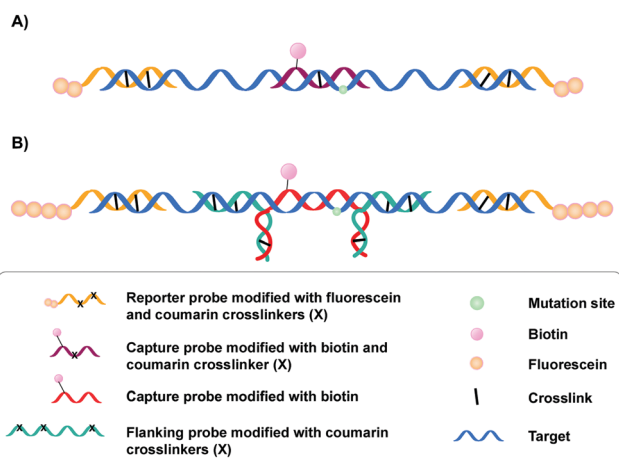 A)
B)
Reporter probe modified with fluorescein
and coumarin crosslinkers (X)
Capture probe modified with biotin and
coumarin crosslinker (X)
Capture probe modified with biotin
Flanking probe modified with coumarin
crosslinkers (X)
Mutation site
Biotin
Fluorescein
Crosslink
Target
X X
X
X X X